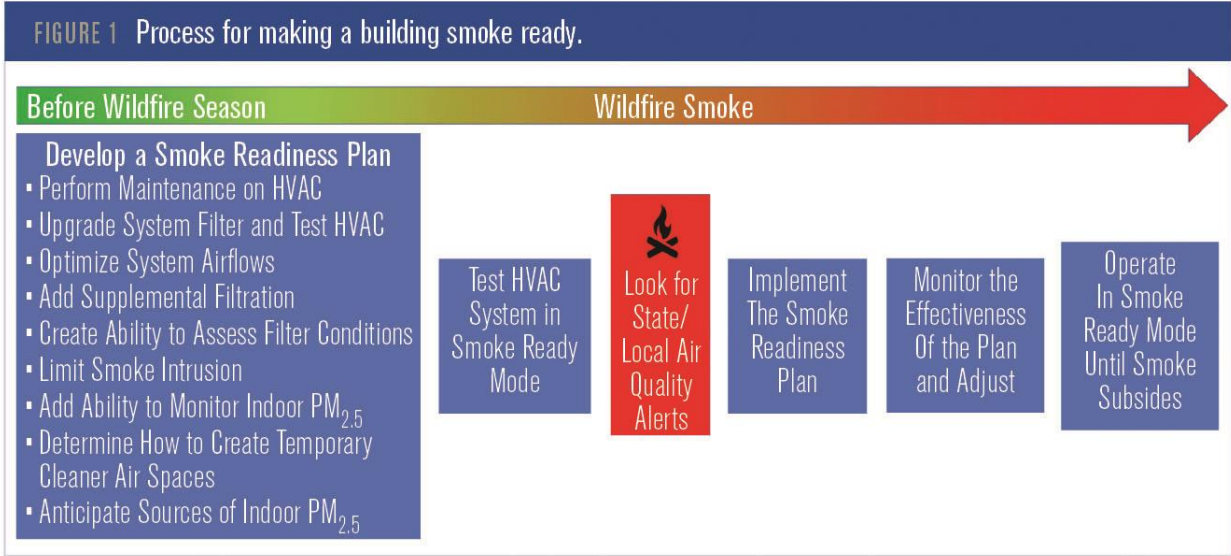 FIGURE 1 Process for making a building smoke ready.
Before Wildfire Season
Wildfire Smoke
Develop a Smoke Readiness Plan
▪ Perform Maintenance on HVAC
▪ Upgrade System Filter and Test HVAC
▪ Optimize System Airflows
▪ Add Supplemental Filtration
▪ Create Ability to Assess Filter Conditions
▪ Limit Smoke Intrusion
▪ Add Ability to Monitor Indoor PM2.5
▪ Determine How to Create Temporary
Cleaner Air Spaces
▪ Anticipate Sources of Indoor PM2.5
Test HVAC
System in
Smoke Ready
Mode
Look for
State/
Local Air
Quality
Alerts
Implement
The Smoke
Readiness
Plan
Monitor the
Effectiveness
Of the Plan
and Adjust
Operate
In Smoke
Ready Mode
Until Smoke
Subsides